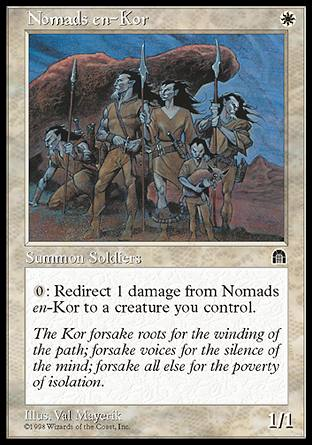 Nomads en-Kor
Summon Soldiers
0: Redirect 1 damage from Nomads
en-Kor to a creature you control.
The Kor forsake roots for the winding of
the path; forsake voices for the silence of
the mind; forsake all else for the poverty
of isolation.
Illus. Val Mayerik
©1998 Wizards of the Coast, Inc.
1/1